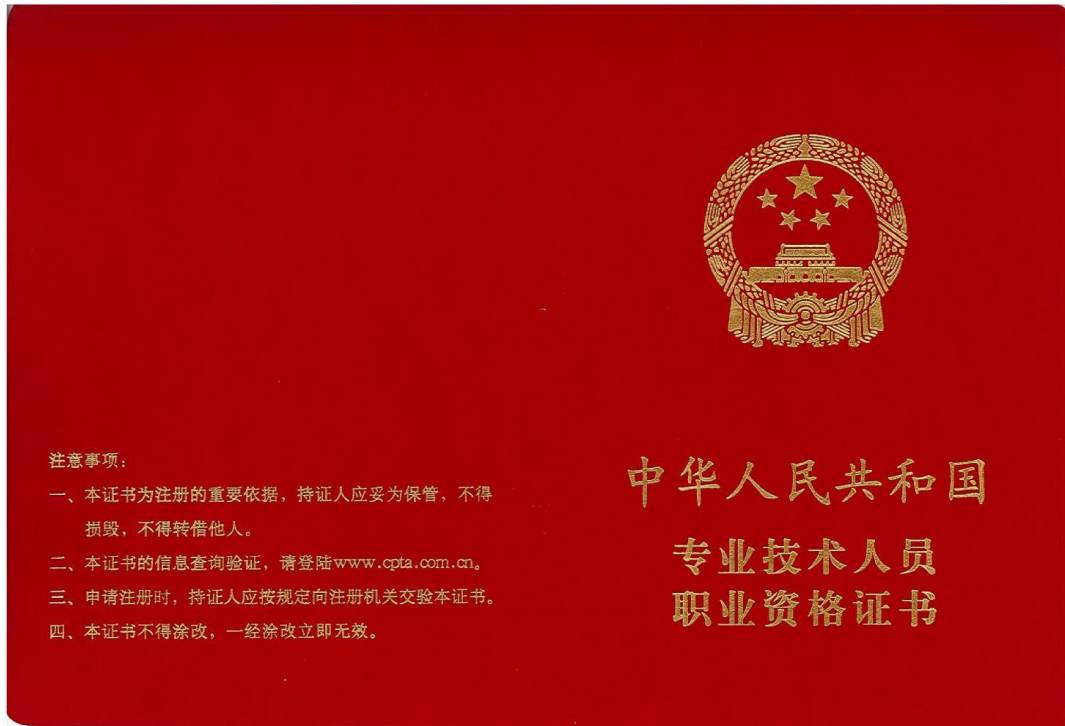 注意事项：
一、本证书为注册的重要依据，持证人应妥为保管，不得
损毁，不得转借他人。
二、本证书的信息查询验证，请登陆www.cpta.com.cn。
三、申请注册时，持证人应按规定向注册机关交验本证书。
四、本证书不得涂改，一经涂改立即无效。
中华人民共和国
专业技术人员
职业资格证书